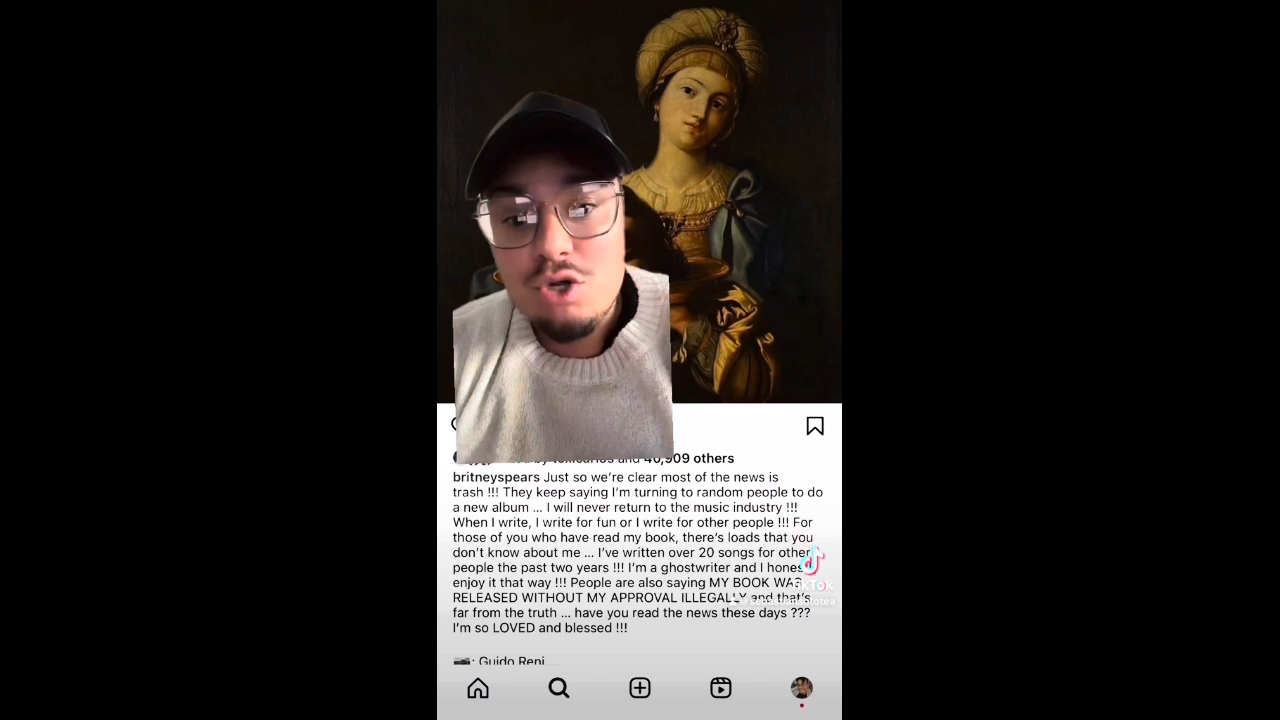 by toxicarlos and 40,909 others
britneyspears Just so we're clear most of the news is
trash !!! They keep saying I'm turning to random people to do
a new album ... I will never return to the music industry !!!
When I write, I write for fun or I write for other people !!! For
those of you who have read my book, there's loads that you
don't know about me ... I've written over 20 songs for other
people the past two years !!! I'm a ghostwriter and I
enjoy it that way !!! People are also saying MY BOOK WAS
RELEASED WITHOUT MY APPROVAL ILLEGALLY and that's
far from the truth ... have you read the news these days ???
I'm so LOVED and blessed !!!
: Guido Reni
TikTok